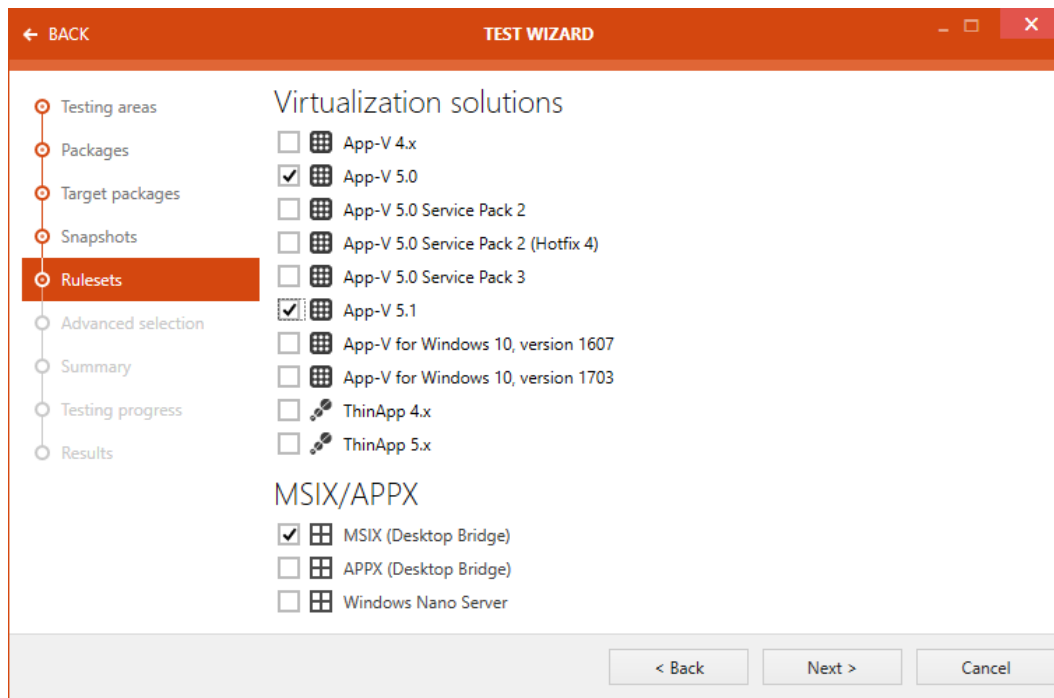 BACK
TEST WIZARD
Testing areas
Packages
Target packages
Snapshots
Rulesets
Advanced selection
Summary
Testing progress
Results
Virtualization solutions
App-V 4.x
App-V 5.0
App-V 5.0 Service Pack 2
App-V 5.0 Service Pack 2 (Hotfix 4)
App-V 5.0 Service Pack 3
App-V 5.1
App-V for Windows 10, version 1607
App-V for Windows 10, version 1703
ThinApp 4.x
ThinApp 5.x
MSIX/APPX
MSIX (Desktop Bridge)
APPX (Desktop Bridge)
Windows Nano Server
< Back
Next >
Cancel